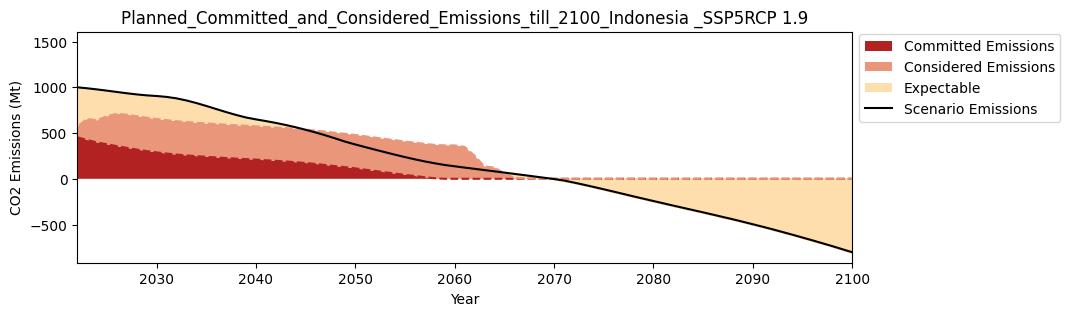 Planned_Committed_and_Considered_Emissions_till_2100_Indonesia _SSP5RCP 1.9
CO2 Emissions (Mt)
1500
1000
500
0
−500
2030
2040
2050
2060
2070
2080
2090
2100
Year
Committed Emissions
Considered Emissions
Expectable
Scenario Emissions